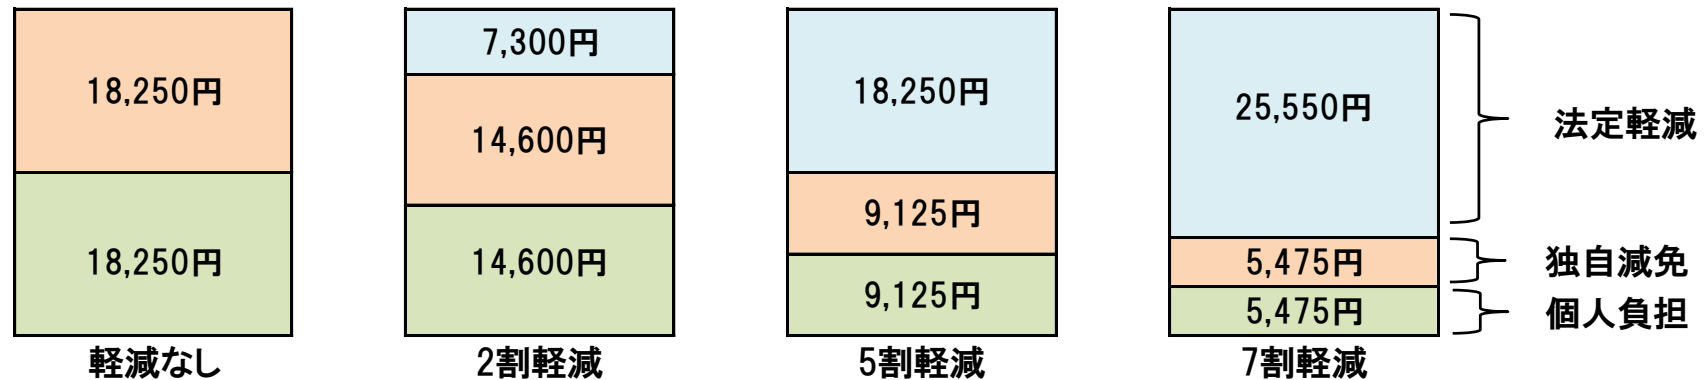 18,250円
18,250円
軽減なし
7,300円
14,600円
14,600円
2割軽減
18,250円
9,125円
9,125円
5割軽減
25,550円
5,475円
5,475円
7割軽減
法定軽減
独自減免
個人負担